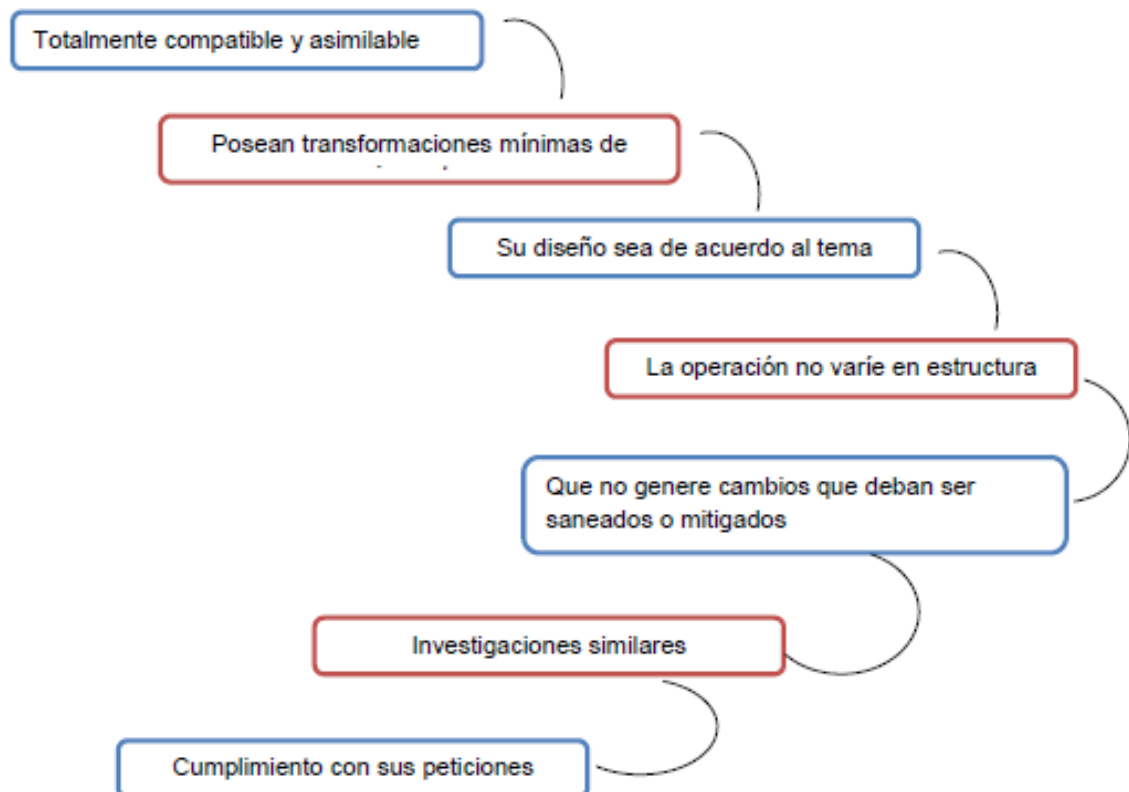 Totalmente compatible y asimilable
Posean transformaciones mínimas de
Su diseño sea de acuerdo al tema
La operación no varíe en estructura
Que no genere cambios que deban ser
saneados o mitigados
Investigaciones similares
Cumplimiento con sus peticiones